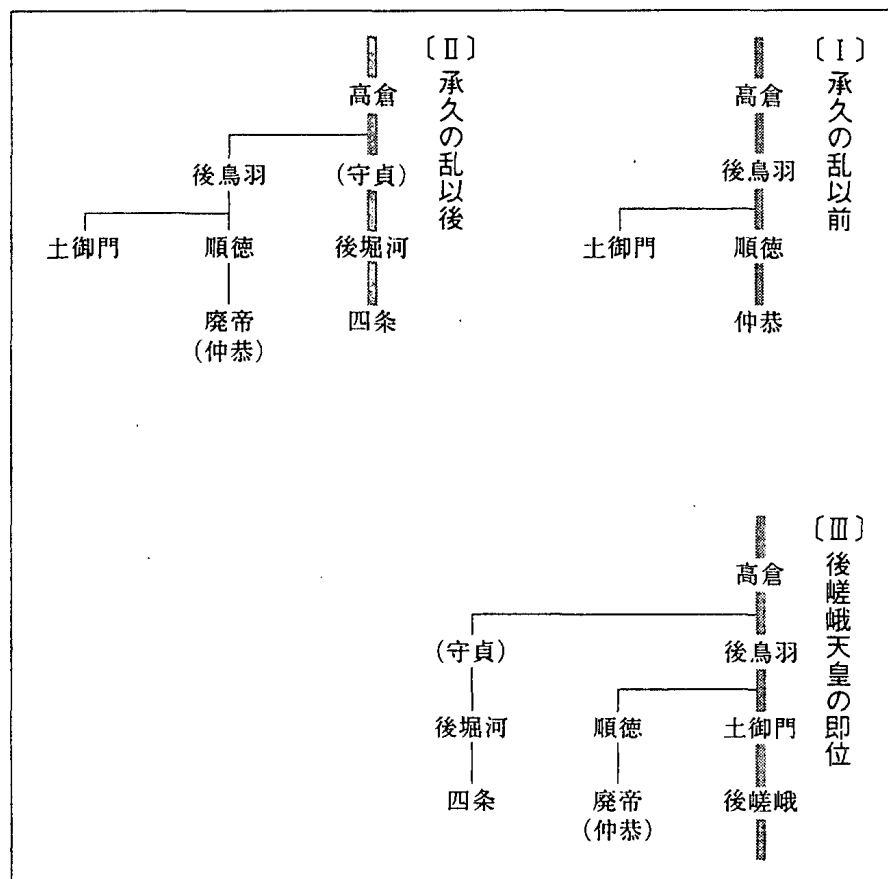 〔Ⅰ〕承久の乱以前
高倉
後鳥羽
順徳
土御門
仲恭
〔Ⅱ〕承久の乱以後
高倉
(守貞)
後鳥羽
後堀河
順徳
土御門
四条
廃帝
(仲恭)
〔Ⅲ〕後嵯峨天皇の即位
高倉
後鳥羽
(守貞)
土御門
順徳
後堀河
後嵯峨
廃帝
(仲恭)
四条